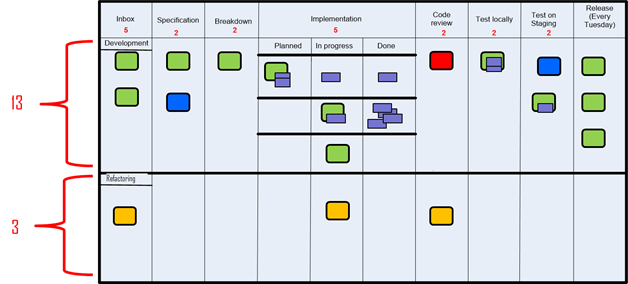 Inbox
5
Specification
2
Breakdown
2
Implementation
5
Code
review
2
Test locally
2
Test on
Staging
2
Release
(Every
Tuesday)
Development
Planned
In progress
Done
13
Refactoring
3